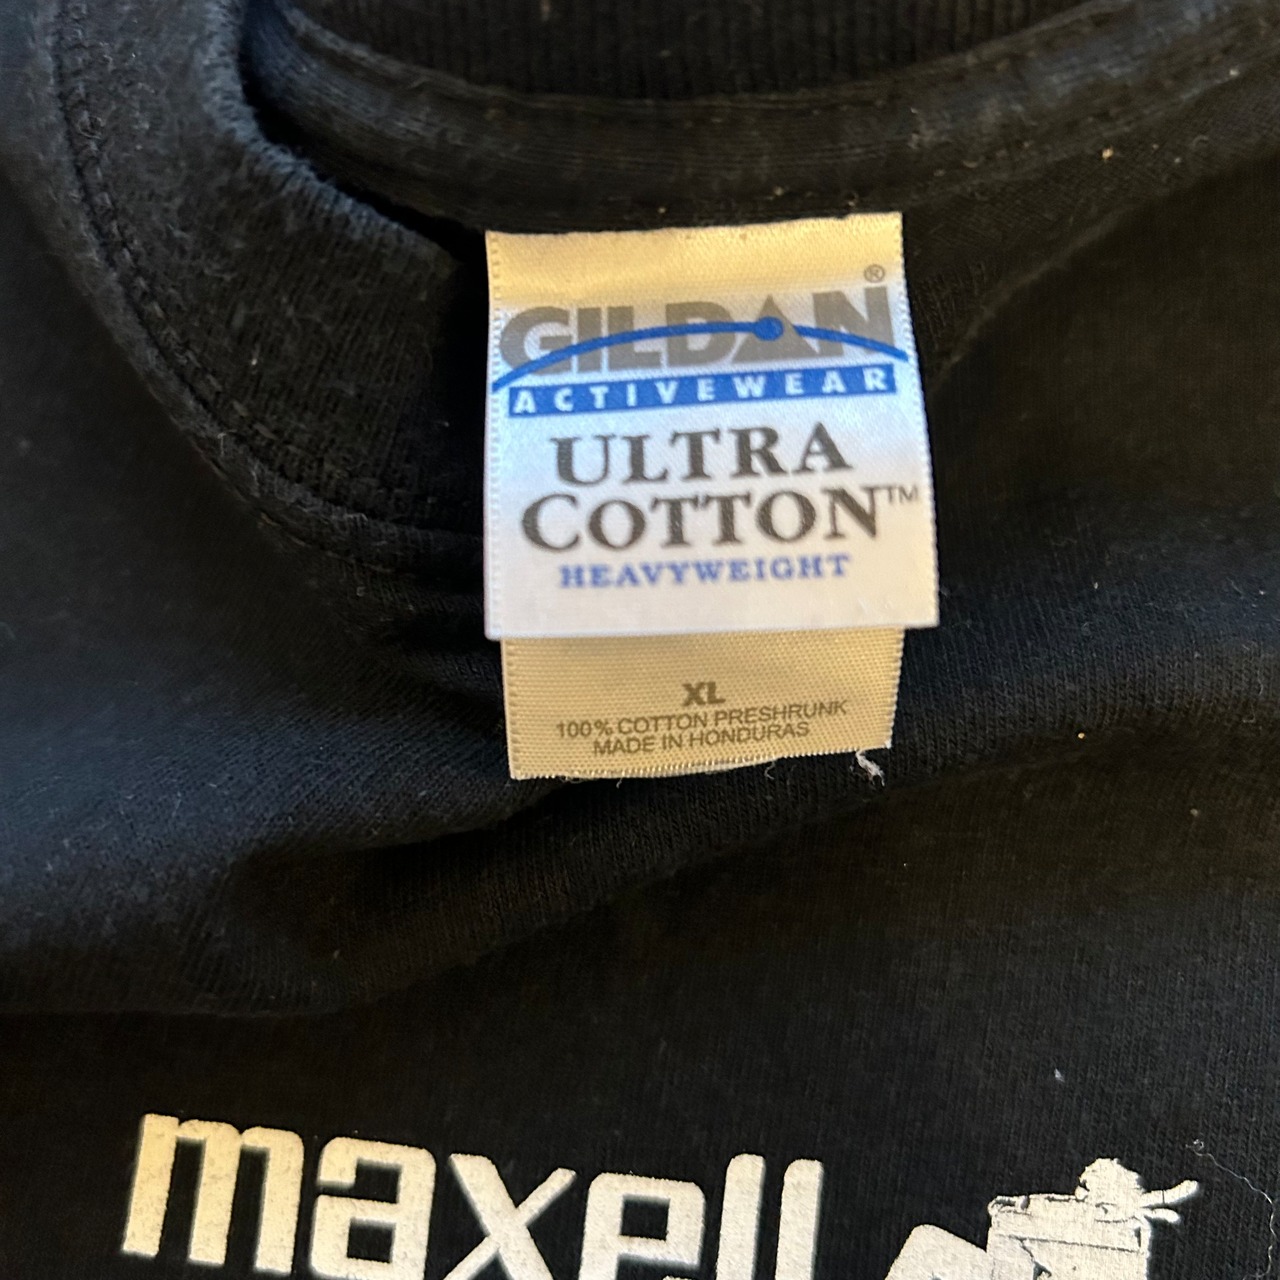 GILDAN®
ACTIVEWEAR
ULTRA
COTTON™
HEAVYWEIGHT
XL
100% COTTON PRESHRUNK
MADE IN HONDURAS
maxell